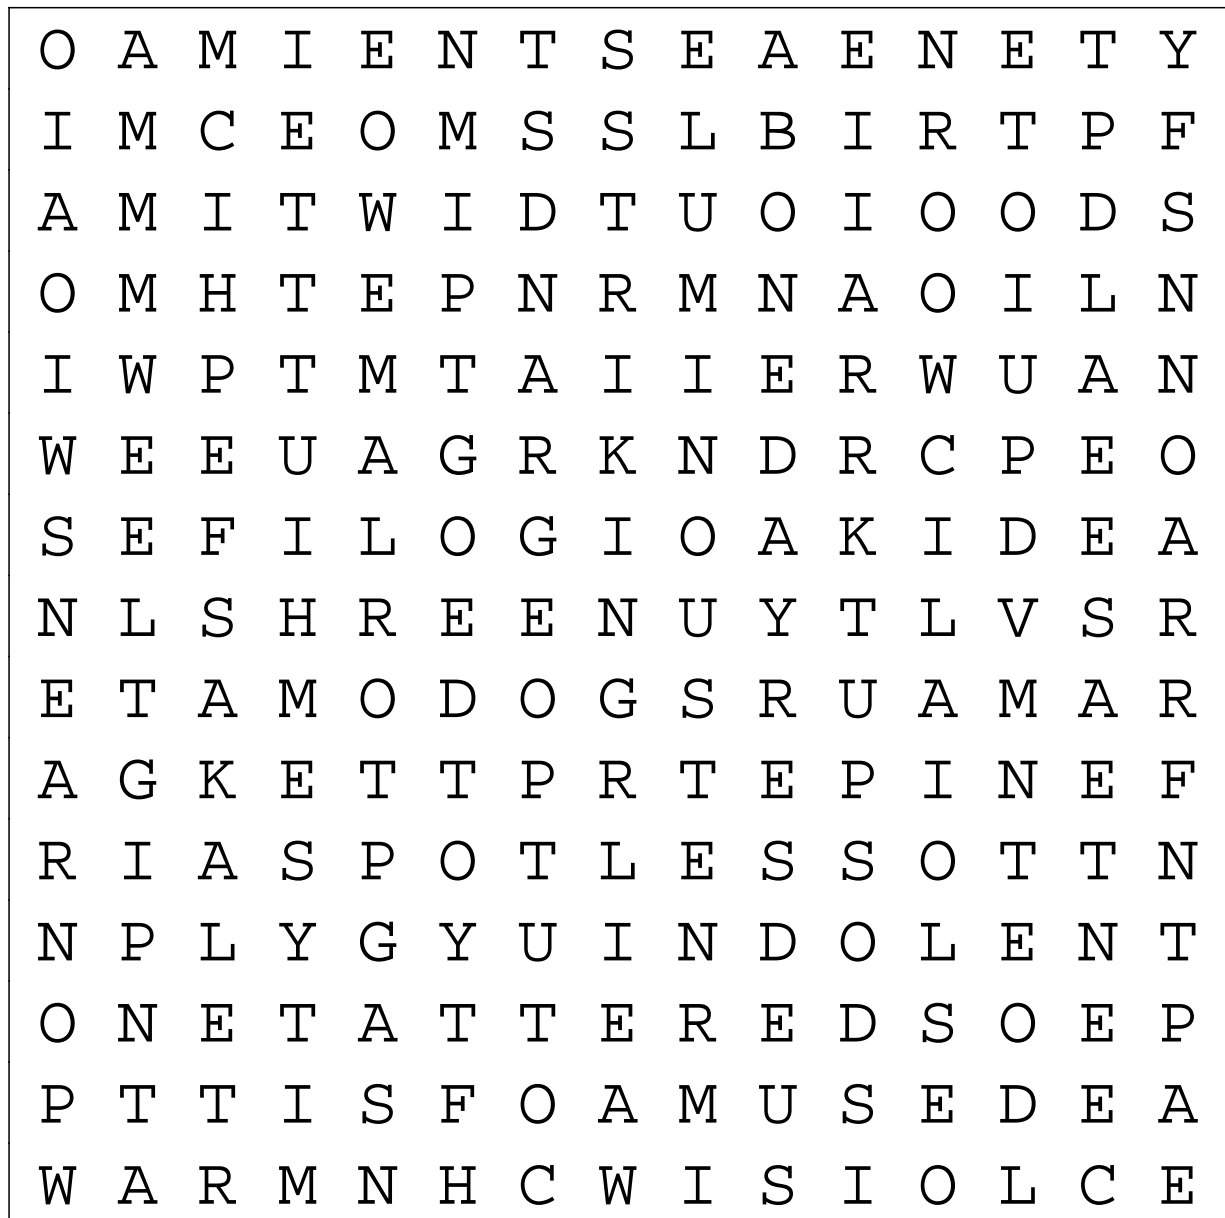 O A M I E N T S E A E N E T Y
I M C E O M S S L B I R T P F
A M I T W I D T U O I O O D S
O M H T E P N R M N A O I L N
I W P T M T A I I E R W U A N
W E E U A G R K N D R C P E O
S E F I L O G I O A K I D E A
N L S H R E E N U Y T L V S R
E T A M O D O G S R U A M A R
A G K E T T P R T E P I N E F
R I A S P O T L E S S O T T N
N P L Y G Y U I N D O L E N T
O N E T A T T E R E D S O E P
P T T I S F O A M U S E D E A
W A R M N H C W I S I O L C E